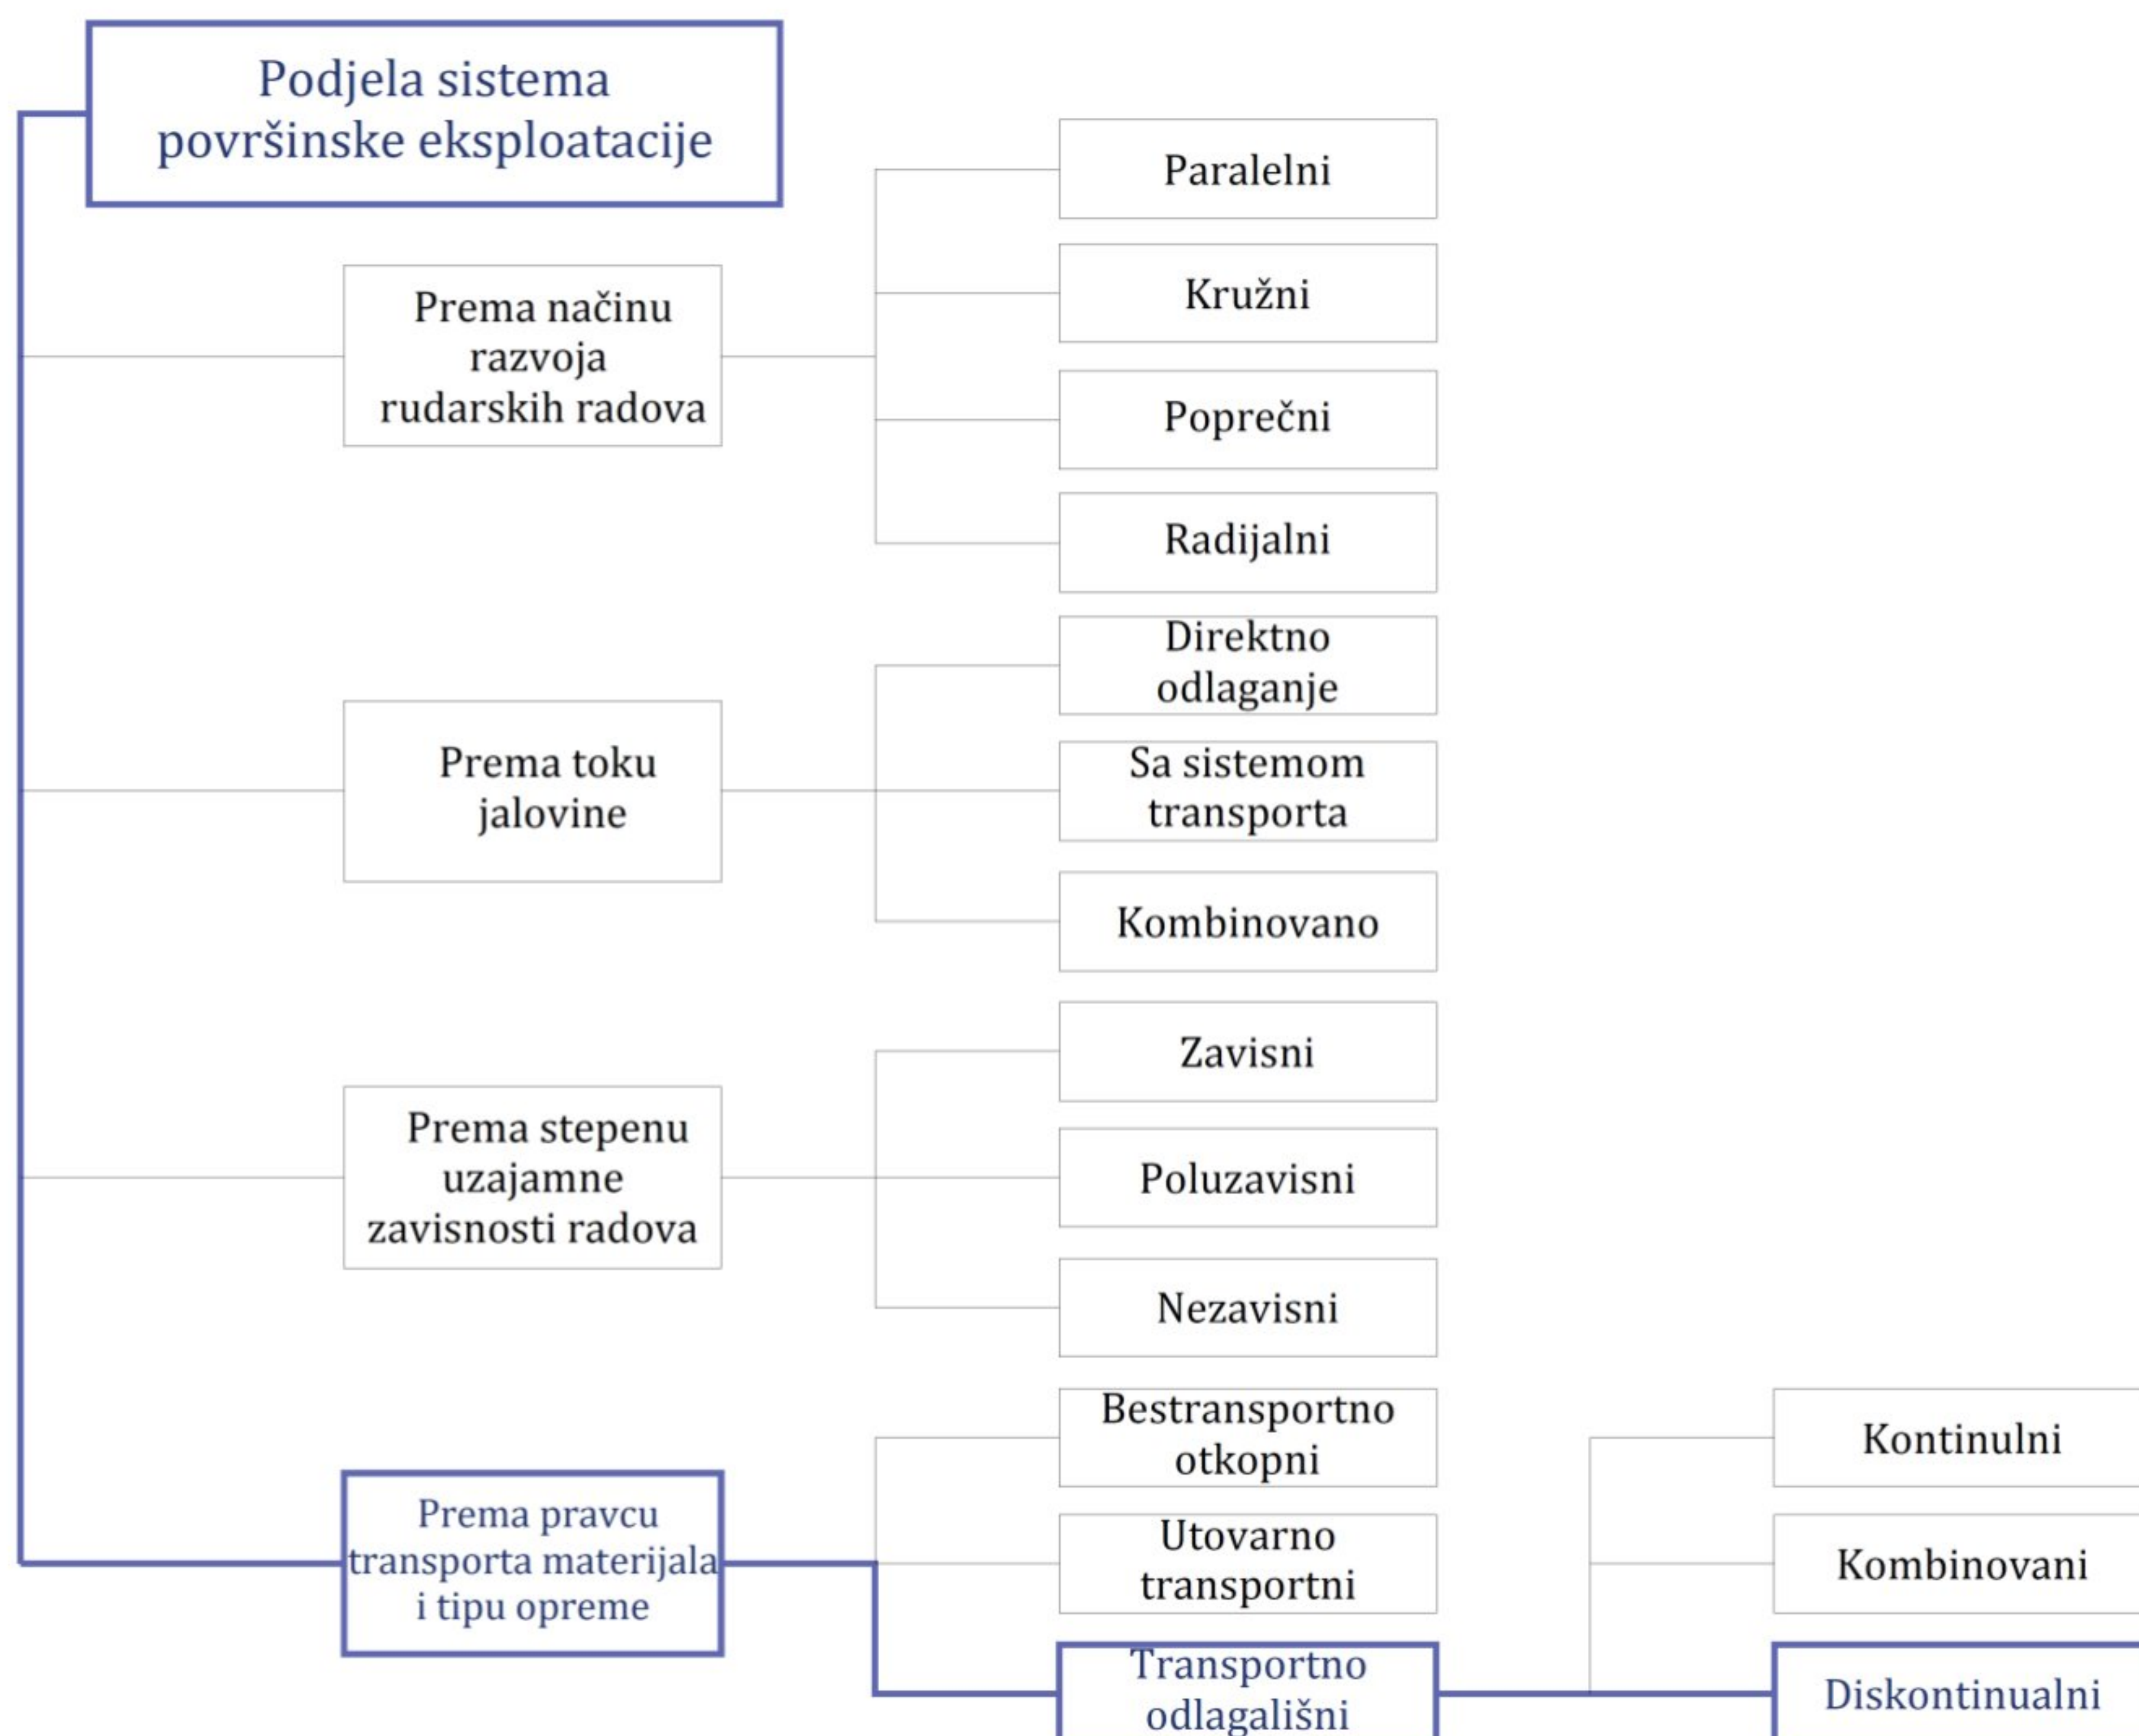 Podjela sistema
površinske eksploatacije
Prema načinu
razvoja
rudarskih radova
Paralelni
Kružni
Poprečni
Radijalni
Prema toku
jalovine
Direktno
odlaganje
Sa sistemom
transporta
Kombinovano
Prema stepenu
uzajamne
zavisnosti radova
Zavisni
Poluzavisni
Nezavisni
Prema pravcu
transporta materijala
i tipu opreme
Bestransportno
otkopni
Utovarno
transportni
Transportno
odlagališni
Kontinulni
Kombinovani
Diskontinualni